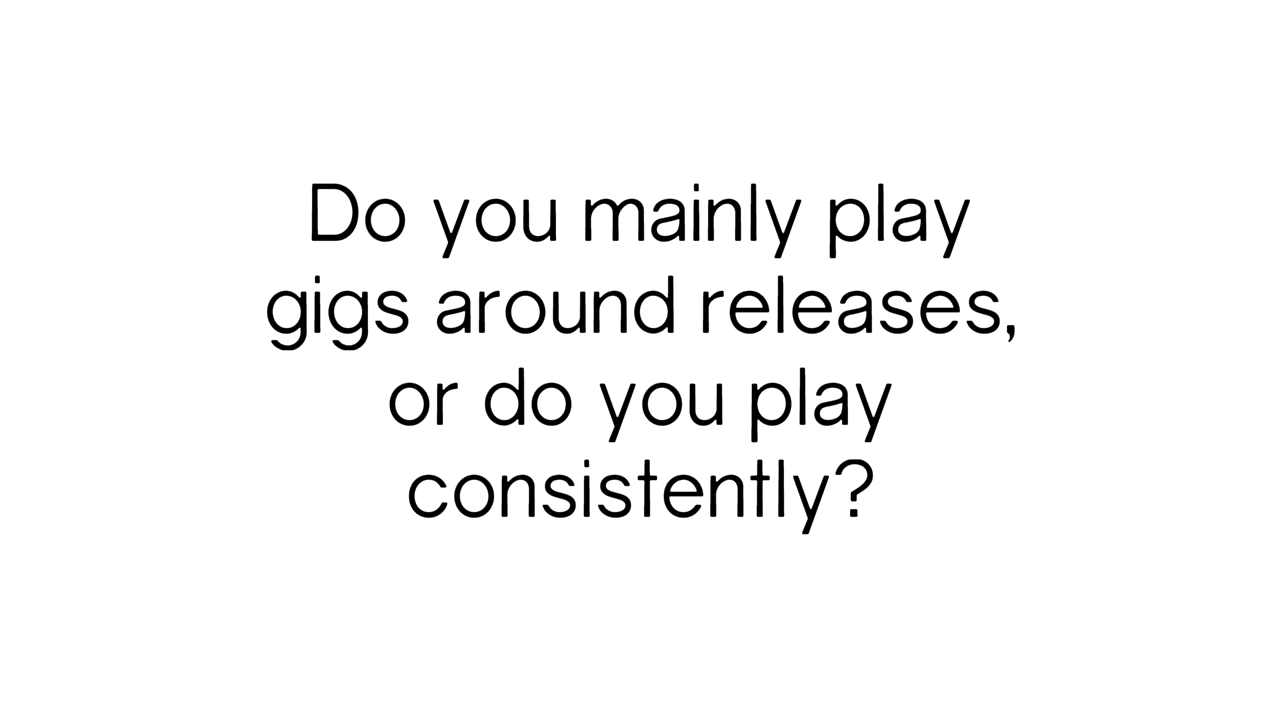 Do you mainly play
gigs around releases,
or do you play
consistently?